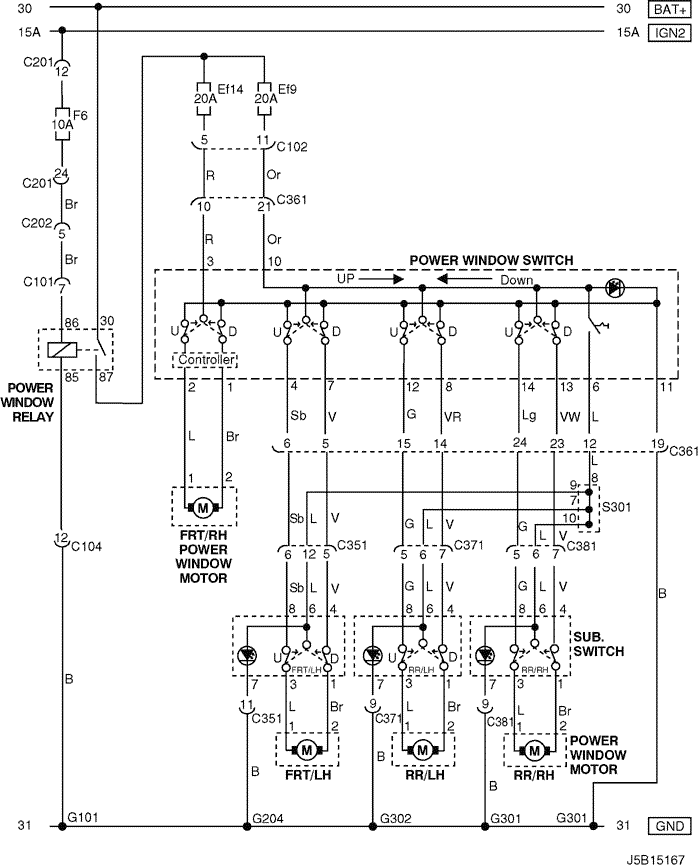 30 30 BAT+
15A 15A IGN2
C201 12
Ef14 20A Ef9 20A
F6 10A
5 11 C102
24 C201
R Or
Br
C202 5
10 21 C361
Br
R Or
C101 7
3 10
POWER WINDOW SWITCH
UP Down
86 30
U D U D U D U D
Controller
85 87
POWER
WINDOW
RELAY
2 1 4 7 12 8 14 13 6 11
Sb V G VR Lg VW L
L Br
6 5 15 14 24 23 12 19 C361
L
1 2
9 8
7 S301
10
M
Sb L V G L V G L V
FRT/RH
POWER
WINDOW
MOTOR
12 C104
6 12 5 C351 5 6 7 C371 5 6 7 C381
Sb L V G L V G L V
B
8 6 4 8 6 4 8 6 4
SUB.
SWITCH
U D U D
FRT/LH RR/LH RR/RH
7 3 1 7 3 1 7 3 1
B
11 C351 9 C371 9 C381
L Br L Br L Br
1 2 1 2 1 2
M M M
POWER
WINDOW
MOTOR
FRT/LH RR/LH RR/RH
B B B
31 G101 G204 G302 G301 G301 31 GND
J5B15167